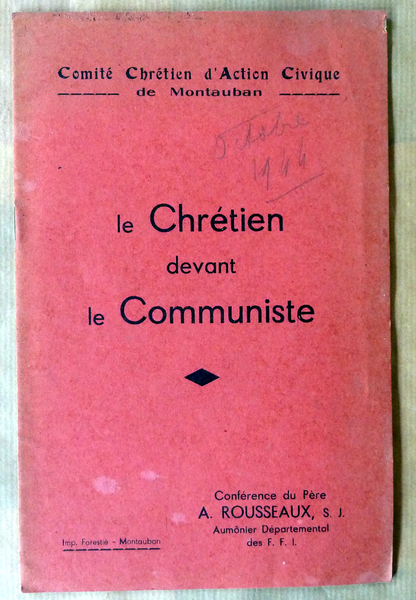 Comité Chrétien d'Action Civique
de Montauban
Octobre
1944
le Chrétien
devant
le Communiste
Conférence du Père
A. ROUSSEAUX, S. J.
Aumônier Départemental
des F. F. I.
Imp. Forestié - Montauban